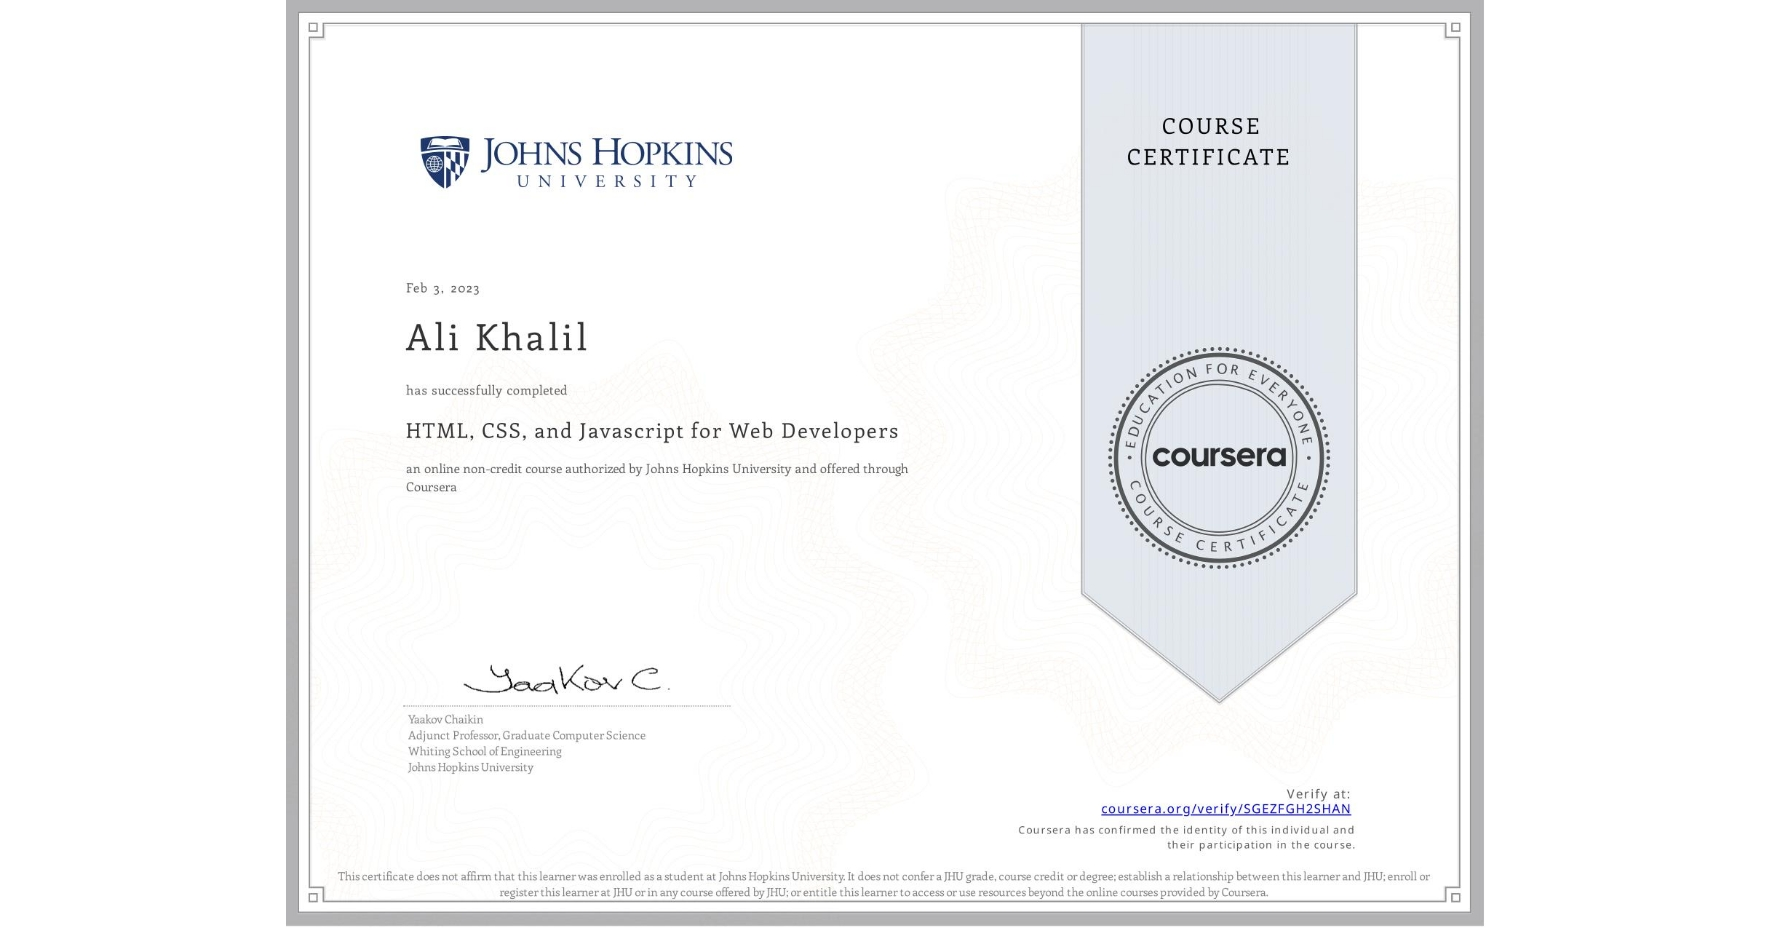 JOHNS HOPKINS
UNIVERSITY
COURSE
CERTIFICATE
Feb 3, 2023
Ali Khalil
has successfully completed
HTML, CSS, and Javascript for Web Developers
an online non-credit course authorized by Johns Hopkins University and offered through
Coursera
EDUCATION FOR EVERYONE
coursera
COURSE CERTIFICATE
Yaakov C.
Yaakov Chaikin
Adjunct Professor, Graduate Computer Science
Whiting School of Engineering
Johns Hopkins University
Verify at:
coursera.org/verify/SGEZFGH2SHAN
Coursera has confirmed the identity of this individual and
their participation in the course.
This certificate does not affirm that this learner was enrolled as a student at Johns Hopkins University. It does not confer a JHU grade, course credit or degree; establish a relationship between this learner and JHU; enroll or
register this learner at JHU or in any course offered by JHU; or entitle this learner to access or use resources beyond the online courses provided by Coursera.